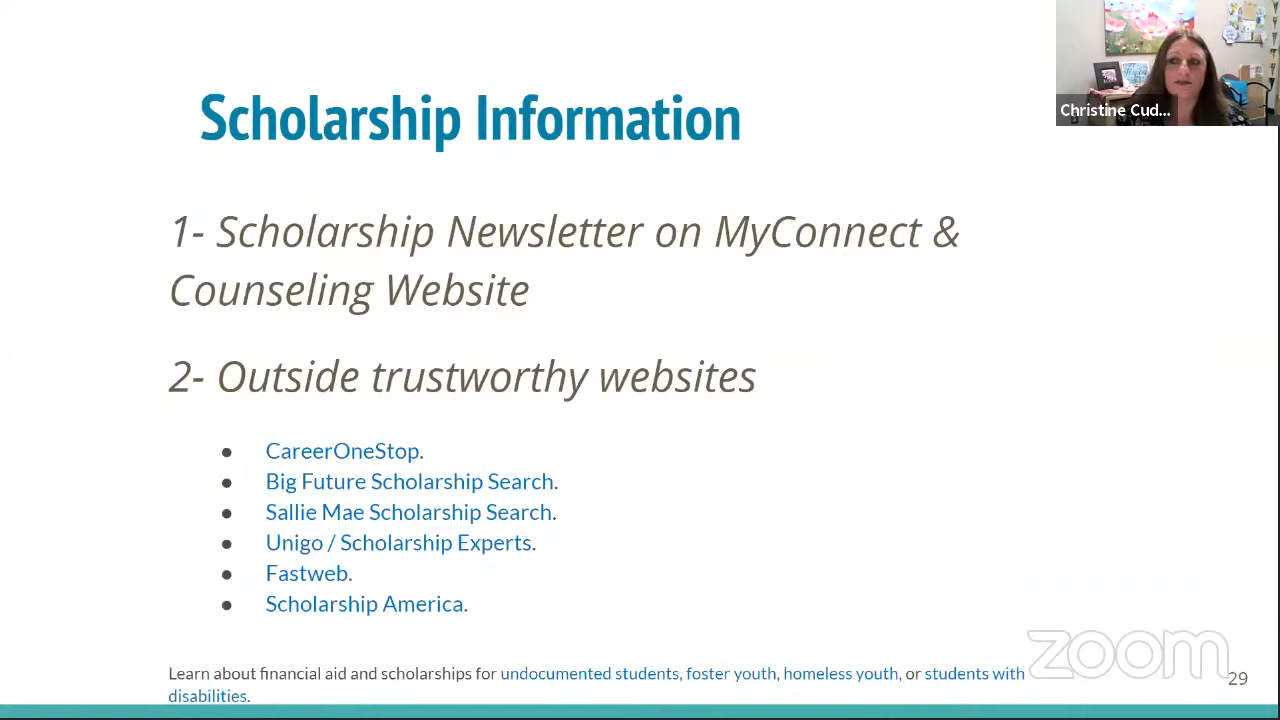 Scholarship Information
Christine Cud...
1- Scholarship Newsletter on MyConnect &
Counseling Website
2- Outside trustworthy websites
● CareerOneStop.
● Big Future Scholarship Search.
● Sallie Mae Scholarship Search.
● Unigo / Scholarship Experts.
● Fastweb.
● Scholarship America.
Learn about financial aid and scholarships for undocumented students, foster youth, homeless youth, or students with
disabilities.
zoom
29